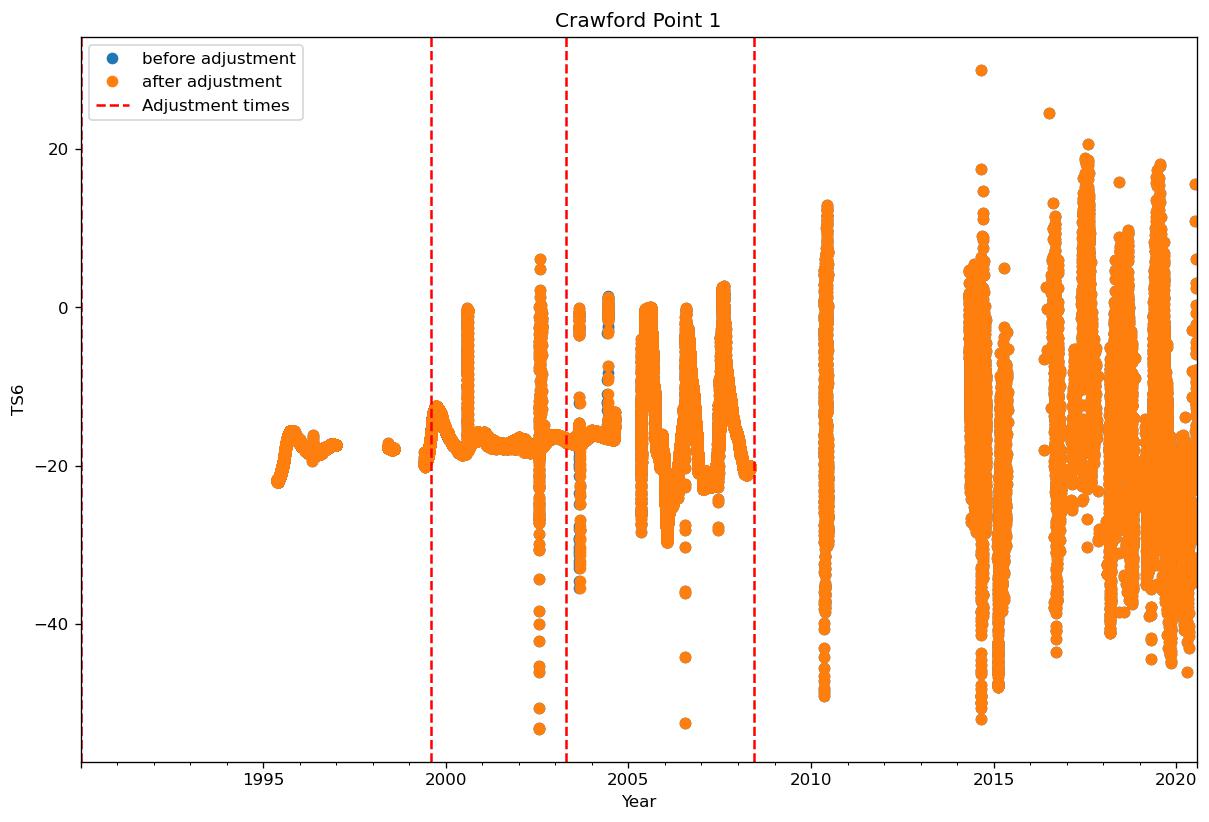 Crawford Point 1
before adjustment
after adjustment
Adjustment times
TS6
20
0
−20
−40
1995 2000 2005 2010 2015 2020
Year